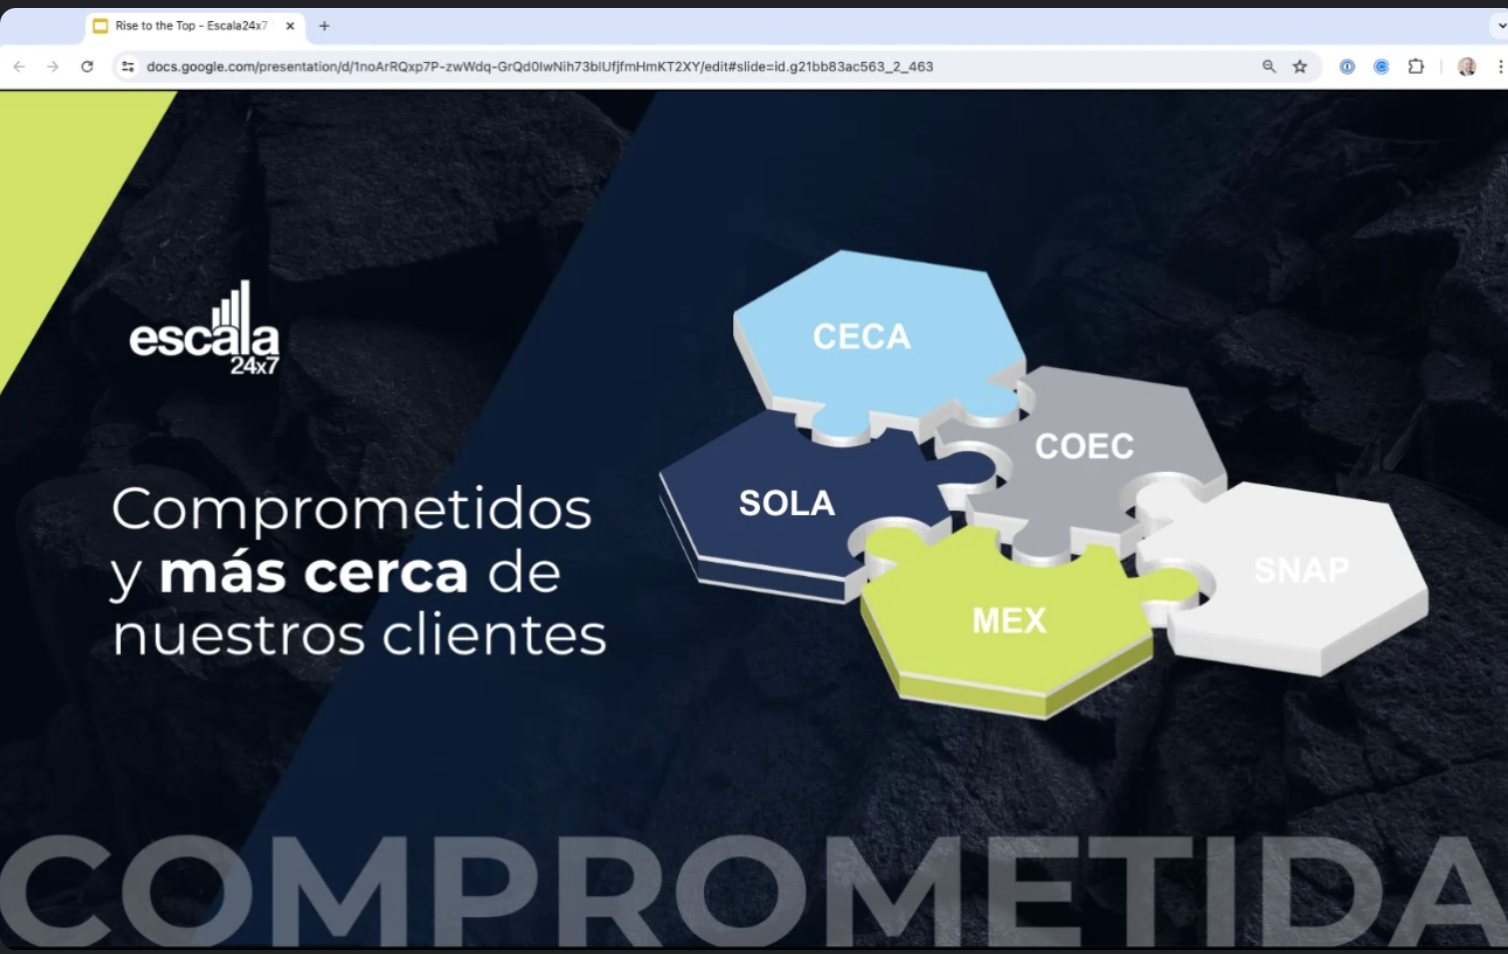 Rise to the Top - Escala24x7
docs.google.com/presentation/d/1noArRQxp7P-zwWdq-GrQd0IwNih73blUfjfmHmKT2XY/edit#slide=id.g21bb83ac563_2_463
escala
24x7
Comprometidos
y más cerca de
nuestros clientes
CECA
COEC
SOLA
SNAP
MEX
COMPROMETIDA